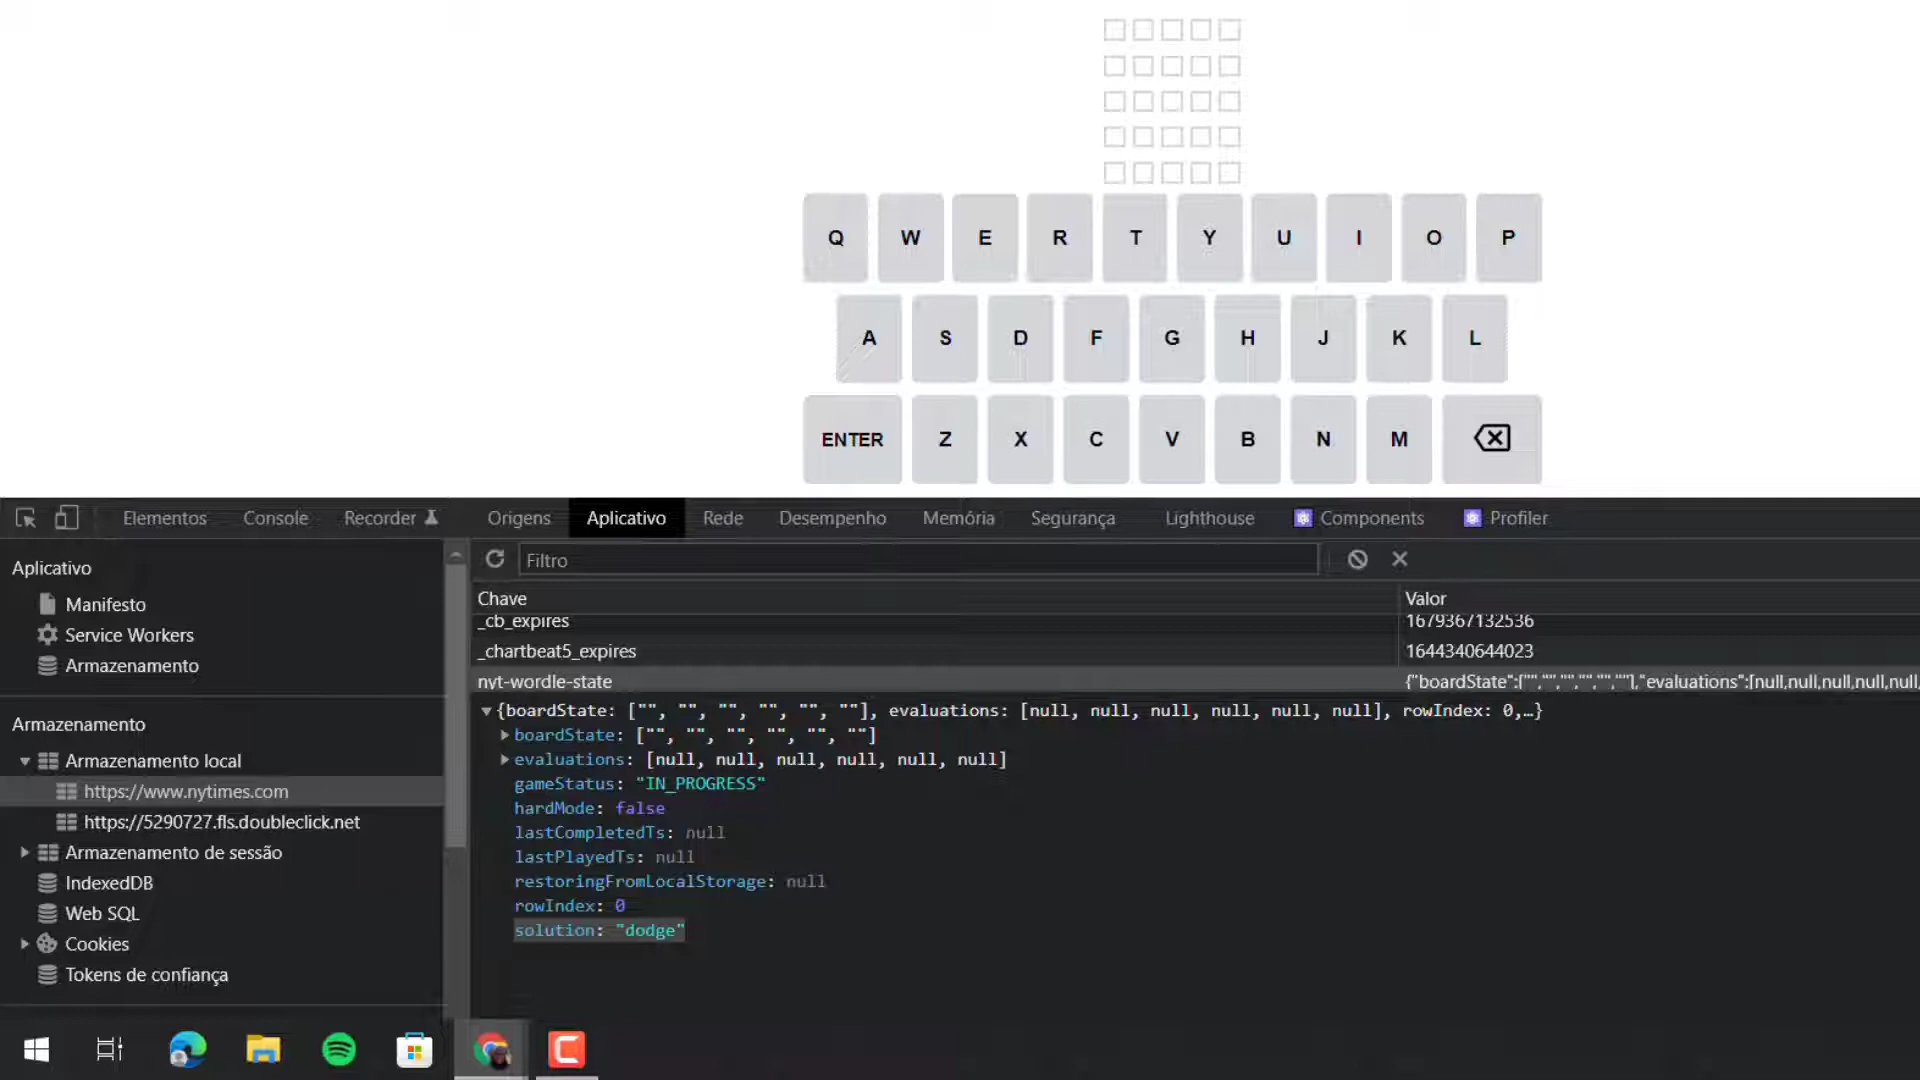 Q W E R T Y U I O P
A S D F G H J K L
ENTER Z X C V B N M
Elementos Console Recorder Origens Aplicativo Rede Desempenho Memória Segurança Lighthouse Components Profiler
Aplicativo
Manifesto
Service Workers
Armazenamento
Armazenamento
Armazenamento local
https://www.nytimes.com
https://5290727.fls.doubleclick.net
Armazenamento de sessão
IndexedDB
Web SQL
Cookies
Tokens de confiança
Filtro
Chave Valor
_cb_expires 1679367132536
_chartbeat5_expires 1644340644023
nyt-wordle-state {"boardState":["","","","","",""],"evaluations":[null,null,null,null,null,
{boardState: ["", "", "", "", "", ""], evaluations: [null, null, null, null, null, null], rowIndex: 0,…}
boardState: ["", "", "", "", "", ""]
evaluations: [null, null, null, null, null, null]
gameStatus: "IN_PROGRESS"
hardMode: false
lastCompletedTs: null
lastPlayedTs: null
restoringFromLocalStorage: null
rowIndex: 0
solution: "dodge"